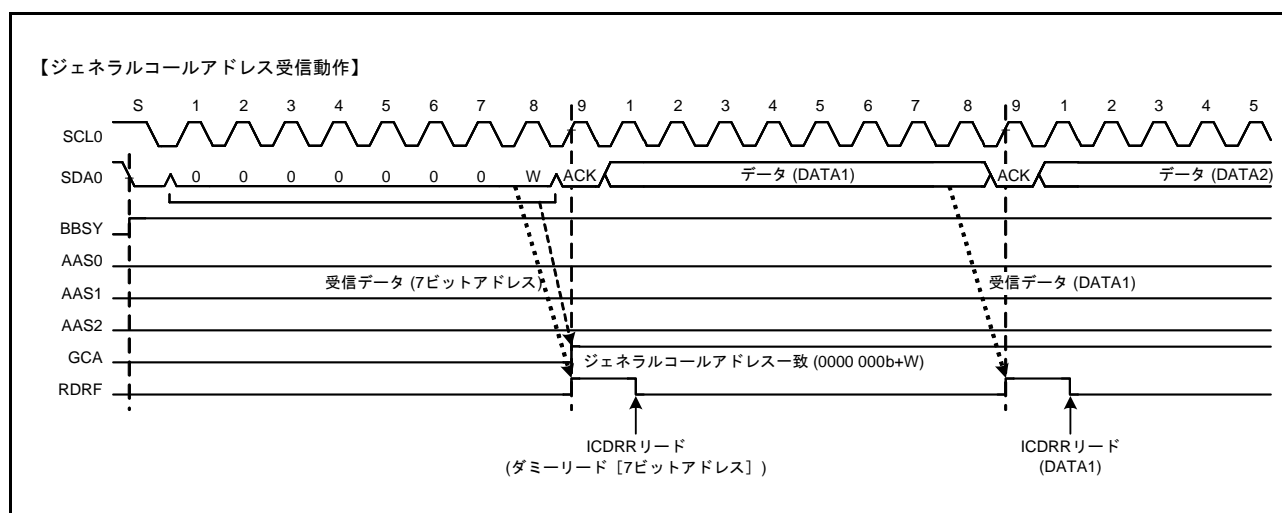 【ジェネラルコールアドレス受信動作】
S 1 2 3 4 5 6 7 8 9 1 2 3 4 5 6 7 8 9 1 2 3 4 5
SCL0
SDA0 0 0 0 0 0 0 0 W ACK データ (DATA1) ACK データ (DATA2)
BBSY
AAS0
受信データ (7ビットアドレス) 受信データ (DATA1)
AAS1
AAS2
GCA ジェネラルコールアドレス一致 (0000 000b+W)
RDRF
ICDRRリード ICDRRリード
(ダミーリード [7ビットアドレス] ) (DATA1)